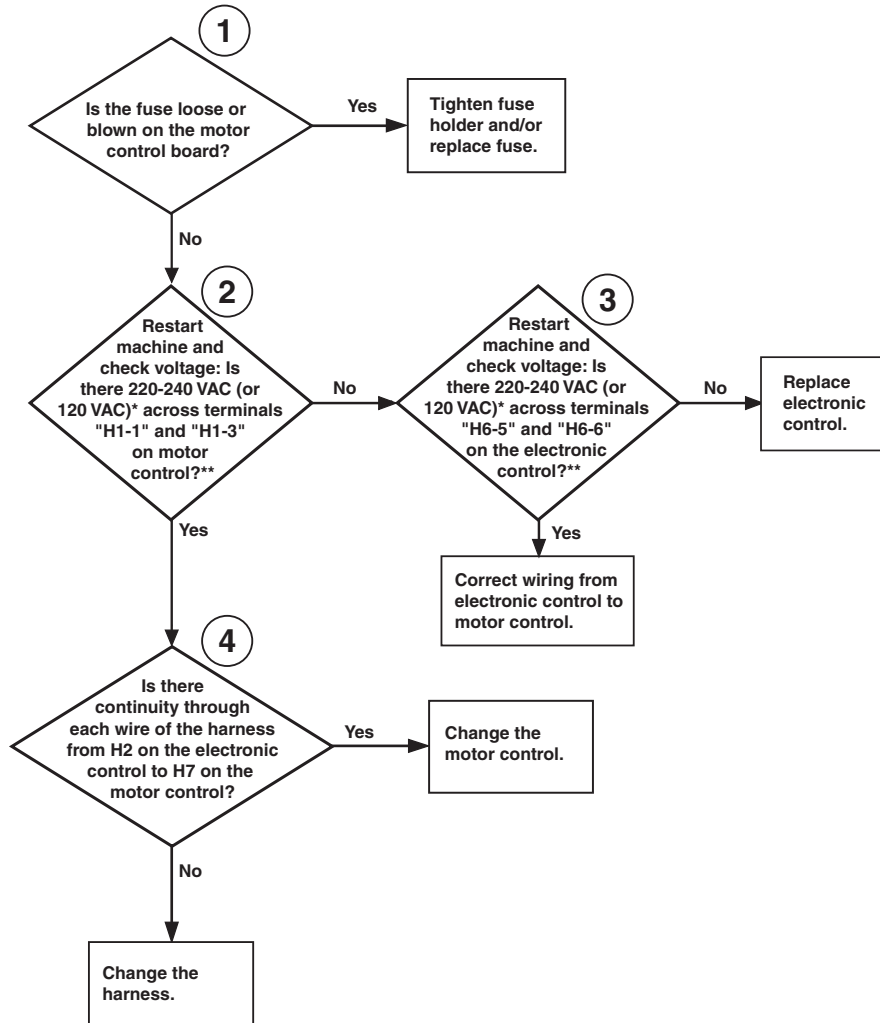 1
Is the fuse loose or
blown on the motor
control board?
Yes
Tighten fuse
holder and/or
replace fuse.
No
2
Restart
machine and
check voltage: Is
there 220-240 VAC (or
120 VAC)* across terminals
"H1-1" and "H1-3"
on motor
control?**
No
3
Restart
machine and
check voltage: Is
there 220-240 VAC (or
120 VAC)* across terminals
"H6-5" and "H6-6"
on the electronic
control?**
No
Replace
electronic
control.
Yes
Yes
Correct wiring from
electronic control to
motor control.
4
Is there
continuity through
each wire of the harness
from H2 on the electronic
control to H7 on the
motor control?
Yes
Change the
motor control.
No
Change the
harness.